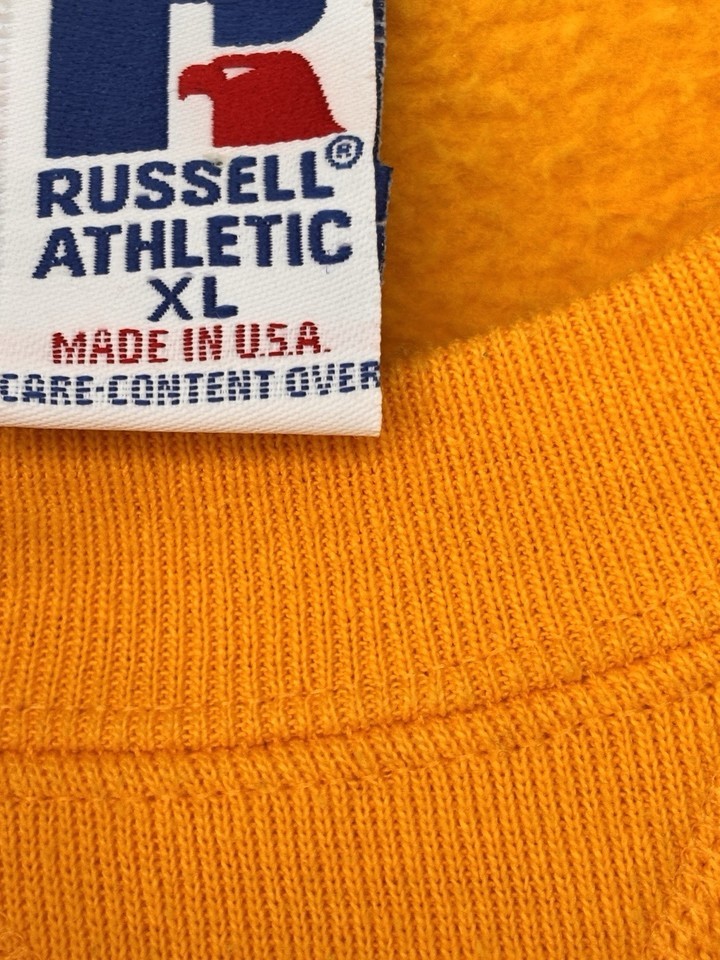 R
RUSSELL®
ATHLETIC
XL
MADE IN U.S.A.
CARE-CONTENT OVER